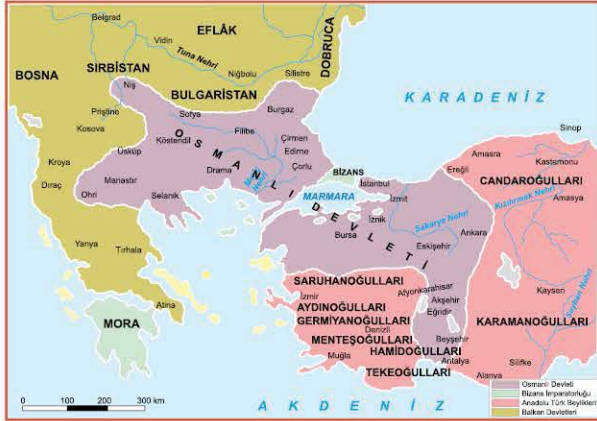 EFLÂK
Belgrad
Vidin
Tuna Nehri
DOBRUCA
BOSNA
SIRBİSTAN
Niğbolu
Silistre
Niş
BULGARİSTAN
KARADENİZ
Priştine
Sofya
Burgaz
Kosova
Filibe
Çirmen
Sinop
Üsküp
Köstendil
Edirne
Amasra
Kastamonu
Kroya
Çorlu
BİZANS
Ereğli
Dıraç
Manastır
Drama
Meriç Nehri
İstanbul
CANDAROĞULLARI
Ohri
Selanik
MARMARA
İzmit
Kızılırmak Nehri
Amasya
OSMANLI DEVLETİ
İznik
Sakarya Nehri
Bursa
Ankara
Yanya
Tırhala
Eskişehir
SARUHANOĞULLARI
Afyonkarahisar
Kayseri
Seyhan Nehri
Atina
İzmir
Akşehir
AYDINOĞULLARI
Eğridir
MORA
GERMİYANOĞULLARI
KARAMANOĞULLARI
Denizli
MENTEŞOĞULLARI
Beyşehir
Muğla
HAMİDOĞULLARI
Antalya
Silifke
TEKEOĞULLARI
Alanya
AKDENİZ
0 100 200 300 km
Osmanlı Devleti
Bizans İmparatorluğu
Anadolu Türk Beylikleri
Balkan Devletleri